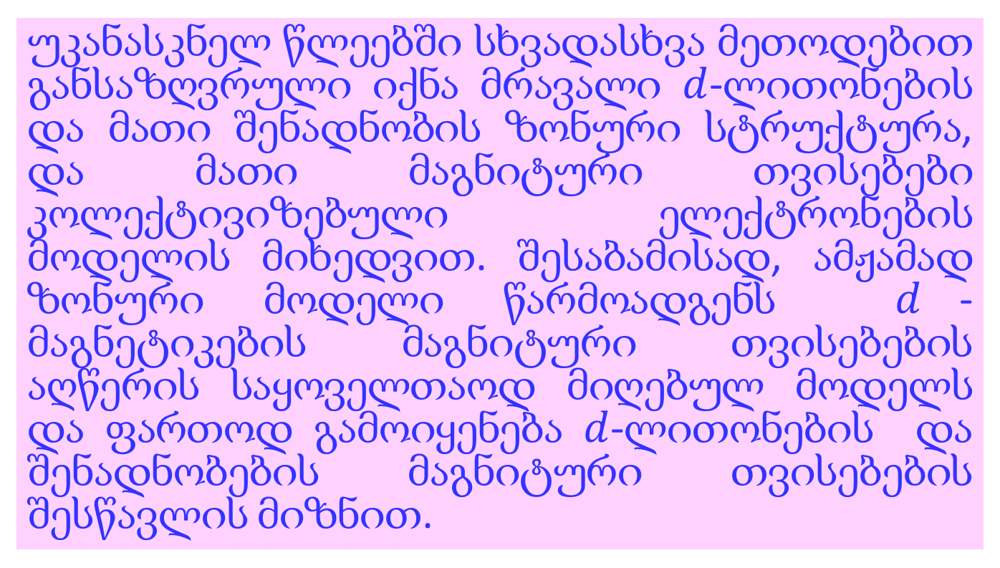 უკანასკნელ წლეებში სხვადასხვა მეთოდებით
განსაზღვრული იქნა მრავალი d-ლითონების
და მათი შენადნობის ზონური სტრუქტურა,
და მათი მაგნიტური თვისებები
კოლექტივიზებული ელექტრონების
მოდელის მიხედვით. შესაბამისად, ამჟამად
ზონური მოდელი წარმოადგენს d -
მაგნეტიკების მაგნიტური თვისებების
აღწერის საყოველთაოდ მიღებულ მოდელს
და ფართოდ გამოიყენება d-ლითონების და
შენადნობების მაგნიტური თვისებების
შესწავლის მიზნით.